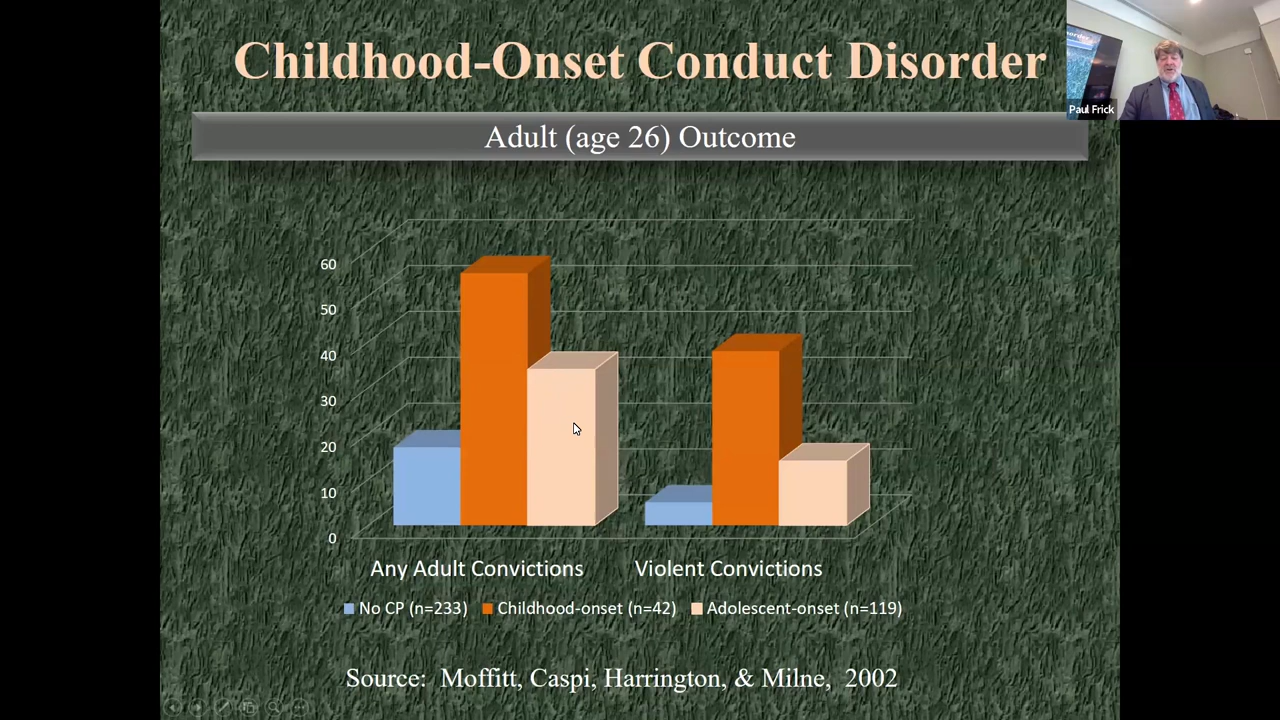 Childhood-Onset Conduct Disorder
Paul Frick
Adult (age 26) Outcome
60
50
40
30
20
10
0
Any Adult Convictions
Violent Convictions
No CP (n=233)
Childhood-onset (n=42)
Adolescent-onset (n=119)
Source: Moffitt, Caspi, Harrington, & Milne, 2002